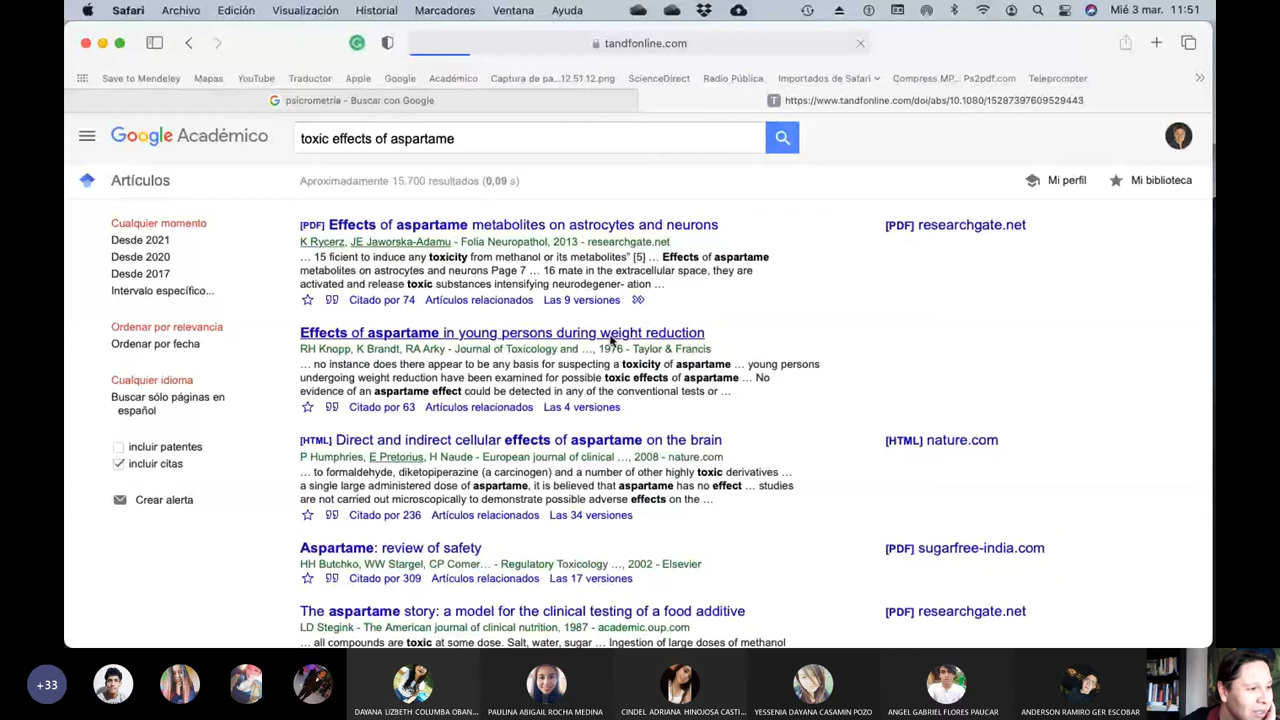 Safari Archivo Edición Visualización Historial Marcadores Ventana Ayuda Mié 3 mar. 11:51
tandfonline.com
Save to Mendeley Mapas YouTube Traductor Apple Google Académico Captura de pa...12.51.12.png ScienceDirect Radio Pública Importados de Safari Compress.MP... Ps2pdf.com Teleprompter
psicrometría - Buscar con Google
T https://www.tandfonline.com/doi/abs/10.1080/15287397609529443
Google Académico
toxic effects of aspartame
Artículos
Aproximadamente 15.700 resultados (0,09 s)
Mi perfil
Mi biblioteca
Cualquier momento
Desde 2021
Desde 2020
Desde 2017
Intervalo específico...
Ordenar por relevancia
Ordenar por fecha
Cualquier idioma
Buscar sólo páginas en
español
incluir patentes
incluir citas
Crear alerta
[PDF] Effects of aspartame metabolites on astrocytes and neurons
K Rycerz, JE Jaworska-Adamu - Folia Neuropathol, 2013 - researchgate.net
... 15 ficient to induce any toxicity from methanol or its metabolites" [5] ... Effects of aspartame
metabolites on astrocytes and neurons Page 7 ... 16 mate in the extracellular space, they are
activated and release toxic substances intensifying neurodegener- ation ...
Citado por 74 Artículos relacionados Las 9 versiones
[PDF] researchgate.net
Effects of aspartame in young persons during weight reduction
RH Knopp, K Brandt, RA Arky - Journal of Toxicology and ..., 1976 - Taylor & Francis
... no instance does there appear to be any basis for suspecting a toxicity of aspartame ... young persons
undergoing weight reduction have been examined for possible toxic effects of aspartame ... No
evidence of an aspartame effect could be detected in any of the conventional tests or ...
Citado por 63 Artículos relacionados Las 4 versiones
[HTML] Direct and indirect cellular effects of aspartame on the brain
P Humphries, E Pretorius, H Naude - European journal of clinical ..., 2008 - nature.com
... to formaldehyde, diketopiperazine (a carcinogen) and a number of other highly toxic derivatives ...
a single large administered dose of aspartame, it is believed that aspartame has no effect ... studies
are not carried out microscopically to demonstrate possible adverse effects on the ...
Citado por 236 Artículos relacionados Las 34 versiones
[HTML] nature.com
Aspartame: review of safety
HH Butchko, WW Stargel, CP Comer... - Regulatory Toxicology ..., 2002 - Elsevier
Citado por 309 Artículos relacionados Las 17 versiones
[PDF] sugarfree-india.com
The aspartame story: a model for the clinical testing of a food additive
LD Stegink - The American journal of clinical nutrition, 1987 - academic.oup.com
... all compounds are toxic at some dose. Salt, water, sugar ... Ingestion of large doses of methanol
[PDF] researchgate.net
+33
DAYANA LIZBETH COLUMBA OBAN...
PAULINA ABIGAIL ROCHA MEDINA
CINDEL ADRIANA HINOJOSA CASTI...
YESSENIA DAYANA CASAMIN POZO
ANGEL GABRIEL FLORES PAUCAR
ANDERSON RAMIRO GER ESCOBAR